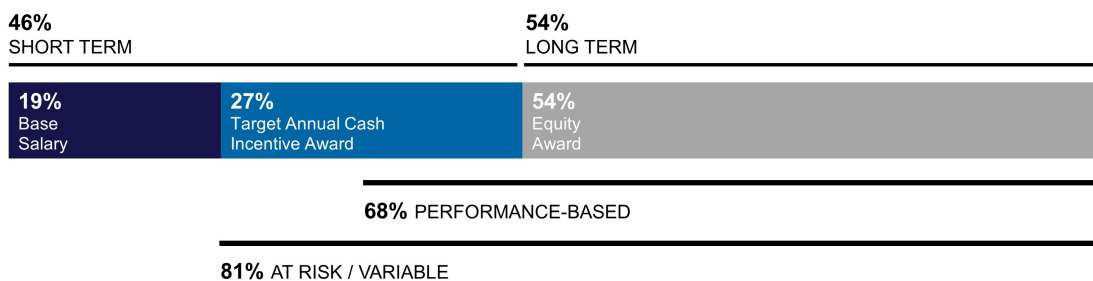 46%
SHORT TERM
54%
LONG TERM
19%
Base
Salary
27%
Target Annual Cash
Incentive Award
54%
Equity
Award
68% PERFORMANCE-BASED
81% AT RISK / VARIABLE